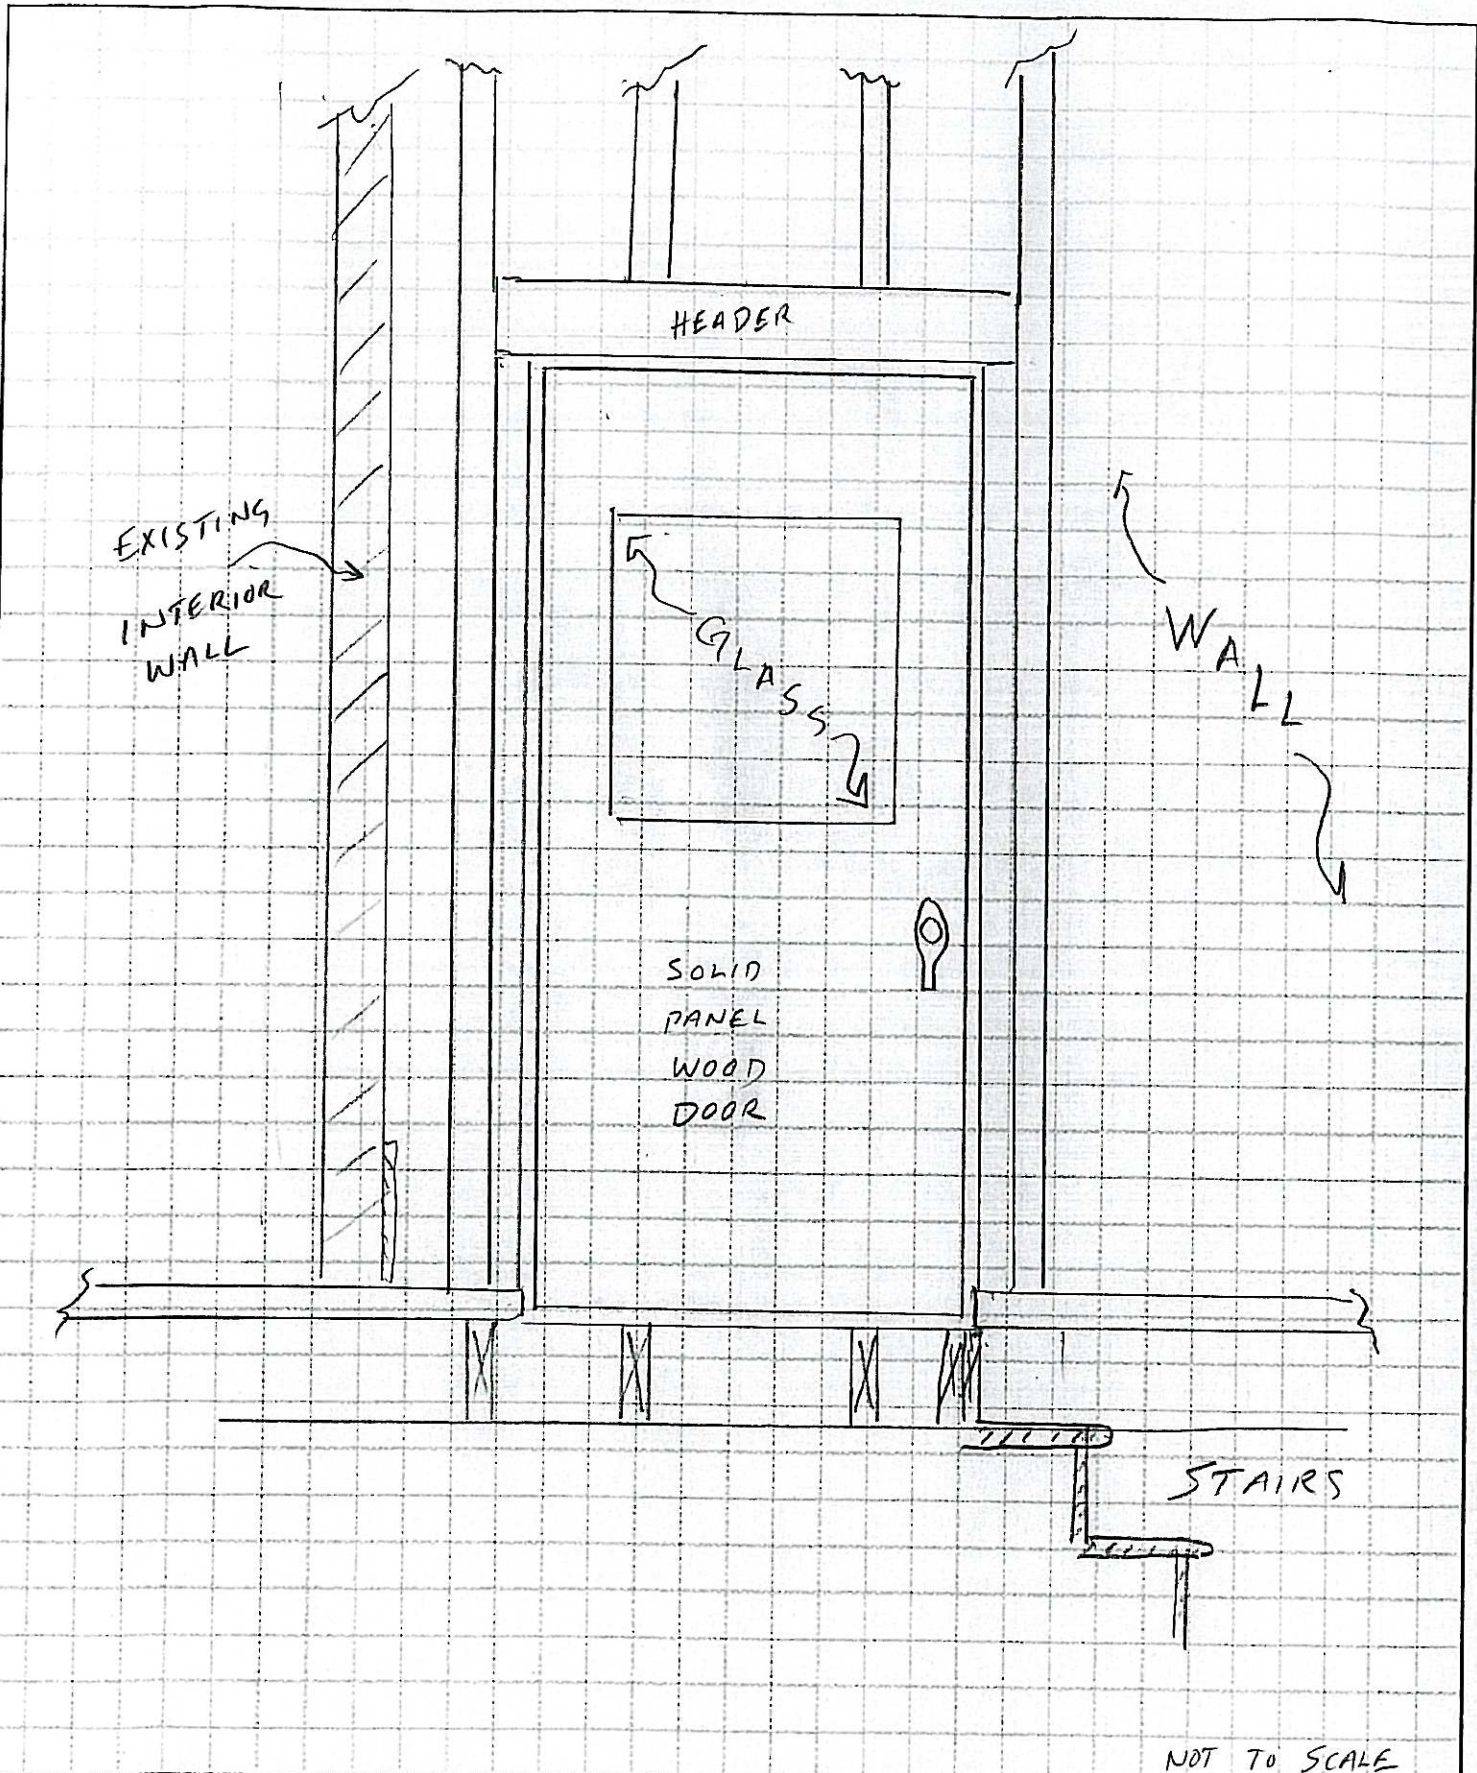 HEADER
EXISTING
INTERIOR
WALL
GLASS
WALL
SOLID
PANEL
WOOD
DOOR
STAIRS
NOT TO SCALE